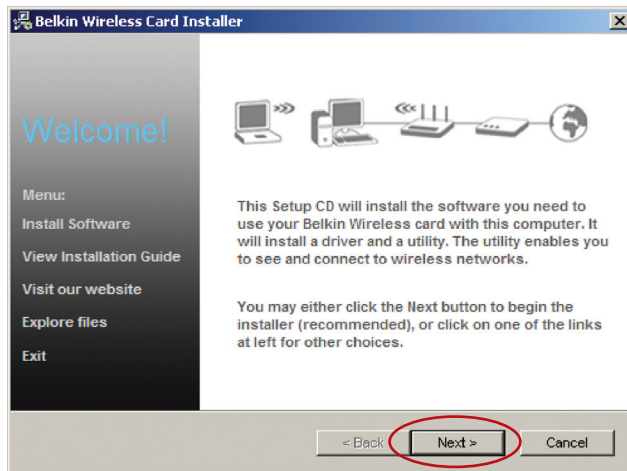 Belkin Wireless Card Installer
Welcome!
Menu:
Install Software
View Installation Guide
Visit our website
Explore files
Exit
This Setup CD will install the software you need to
use your Belkin Wireless card with this computer. It
will install a driver and a utility. The utility enables you
to see and connect to wireless networks.
You may either click the Next button to begin the
installer (recommended), or click on one of the links
at left for other choices.
< Back
Next >
Cancel